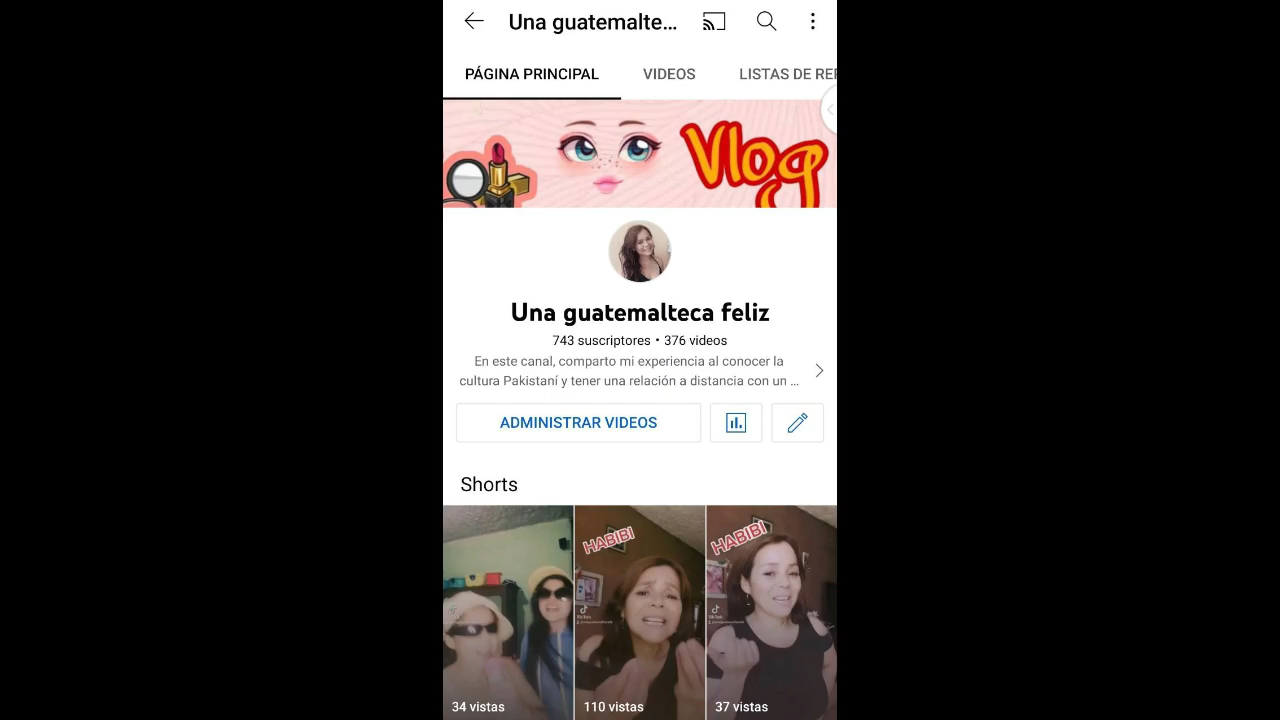 Una guatemalte...
PÁGINA PRINCIPAL VIDEOS LISTAS DE REP
Vlog
Una guatemalteca feliz
743 suscriptores • 376 videos
En este canal, comparto mi experiencia al conocer la
cultura Pakistaní y tener una relación a distancia con un ...
ADMINISTRAR VIDEOS
Shorts
HABIBI HABIBI
34 vistas 110 vistas 37 vistas